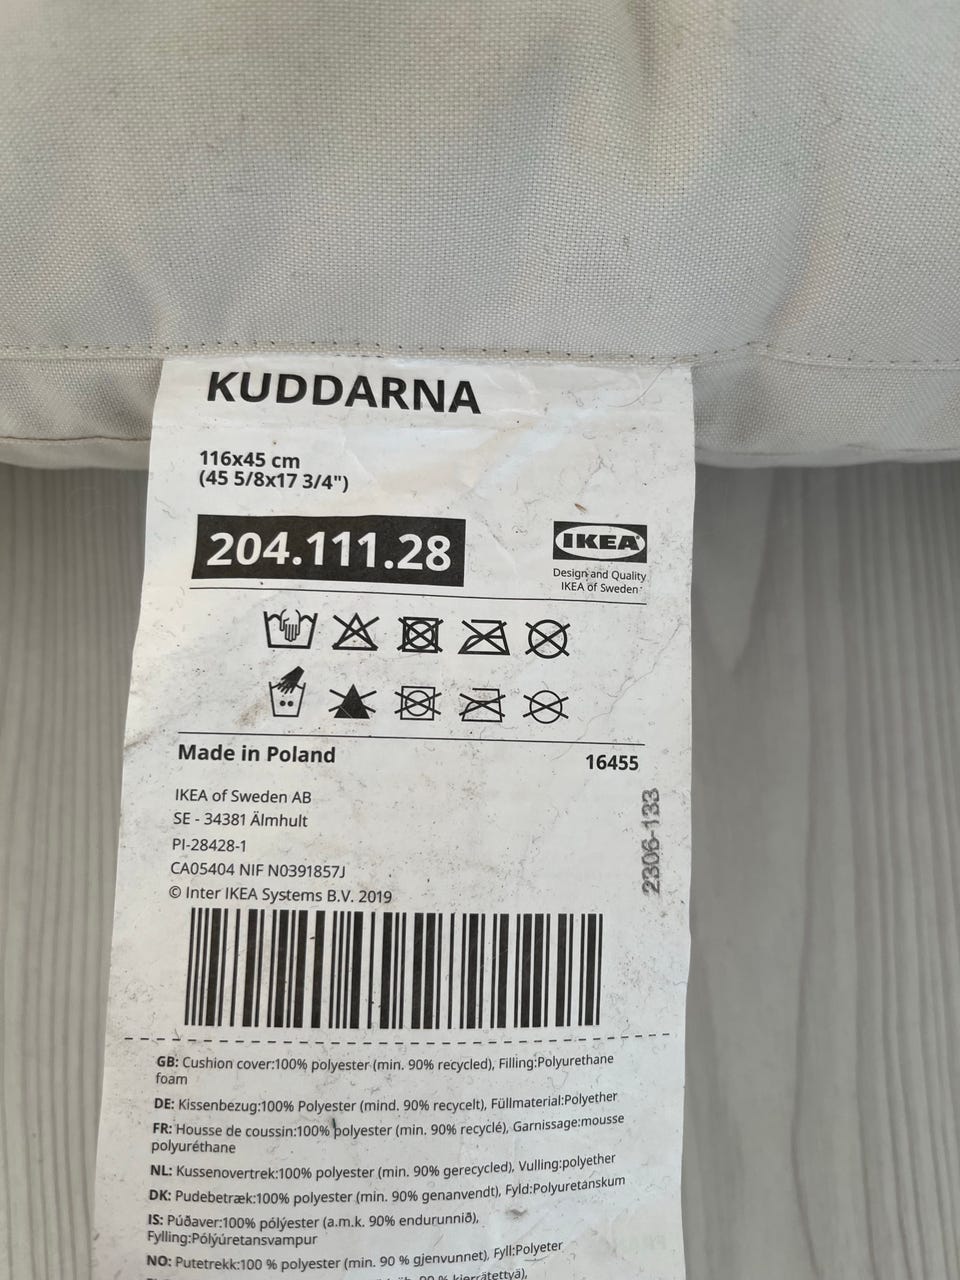 KUDDARNA
116x45 cm
(45 5/8x17 3/4")
204.111.28
IKEA
Design and Quality
IKEA of Sweden
Made in Poland
16455
IKEA of Sweden AB
SE - 34381 Älmhult
PI-28428-1
CA05404 NIF N0391857J
© Inter IKEA Systems B.V. 2019
2306-133
GB: Cushion cover:100% polyester (min. 90% recycled), Filling:Polyurethane
foam
DE: Kissenbezug:100% Polyester (mind. 90% recycelt), Füllmaterial:Polyether
FR: Housse de coussin:100% polyester (min. 90% recyclé), Garnissage:mousse
polyuréthane
NL: Kussenovertrek:100% polyester (min. 90% gerecycled), Vulling:polyether
DK: Pudebetræk:100% polyester (min. 90% genanvendt), Fyld:Polyuretanskum
IS: Púðaver:100% pólýester (a.m.k. 90% endurunnið),
Fylling:Pólýúretansvampur
NO: Putetrekk:100 % polyester (min. 90 % gjenvunnet), Fyll:Polyeter
90 % kierrätettyä),